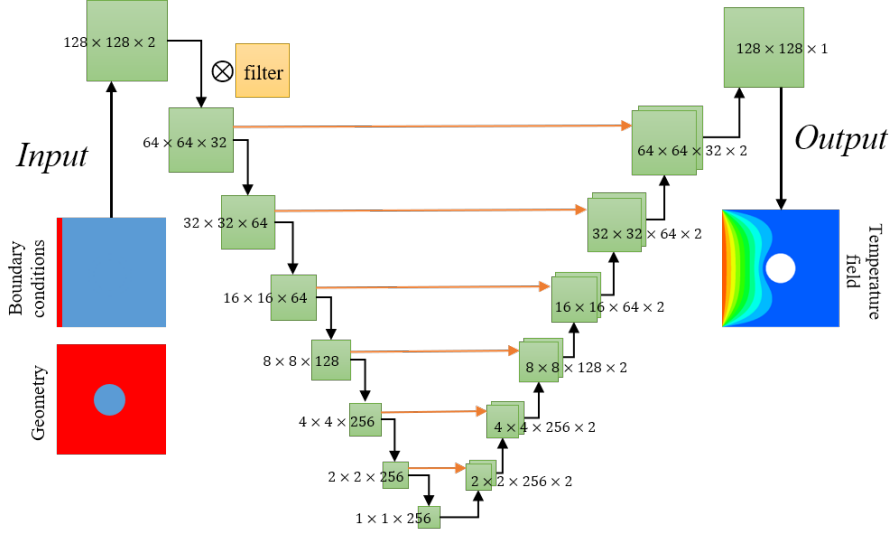 128 × 128 × 2
filter
128 × 128 × 1
Input
Output
64 × 64 × 32
64 × 64 × 32 × 2
32 × 32 × 64
32 × 32 × 64 × 2
Boundary
conditions
Temperature
field
16 × 16 × 64
16 × 16 × 64 × 2
8 × 8 × 128
8 × 8 × 128 × 2
Geometry
4 × 4 × 256
4 × 4 × 256 × 2
2 × 2 × 256
2 × 2 × 256 × 2
1 × 1 × 256